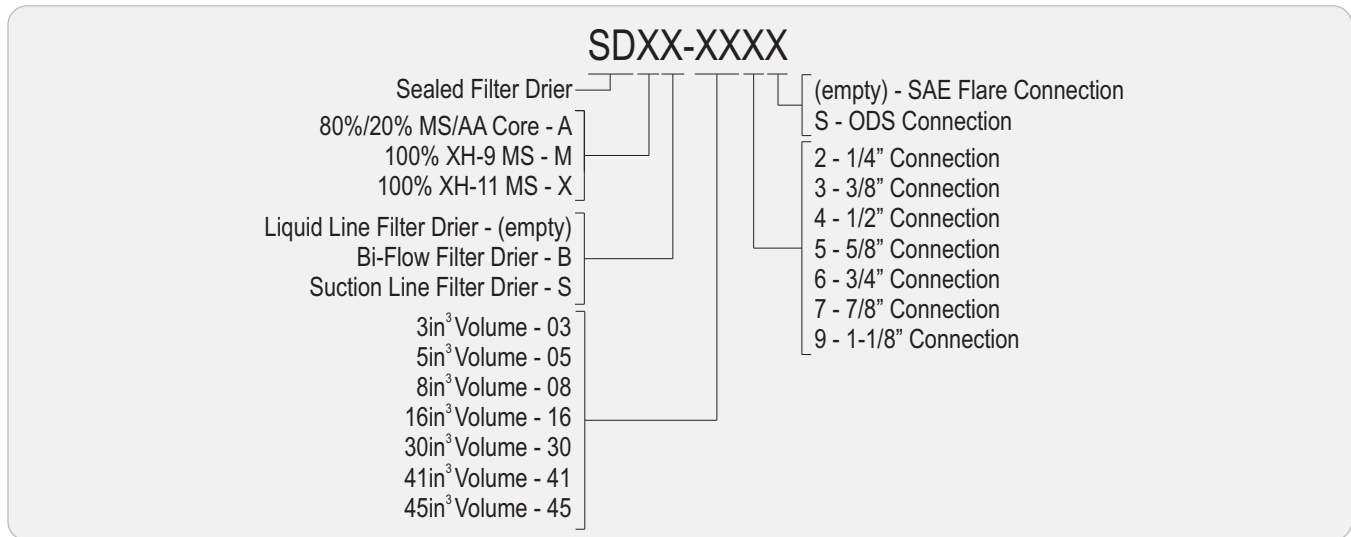 SDXX-XXXX
Sealed Filter Drier
80%/20% MS/AA Core - A
100% XH-9 MS - M
100% XH-11 MS - X
Liquid Line Filter Drier - (empty)
Bi-Flow Filter Drier - B
Suction Line Filter Drier - S
3in³ Volume - 03
5in³ Volume - 05
8in³ Volume - 08
16in³ Volume - 16
30in³ Volume - 30
41in³ Volume - 41
45in³ Volume - 45
(empty) - SAE Flare Connection
S - ODS Connection
2 - 1/4” Connection
3 - 3/8” Connection
4 - 1/2” Connection
5 - 5/8” Connection
6 - 3/4” Connection
7 - 7/8” Connection
9 - 1-1/8” Connection